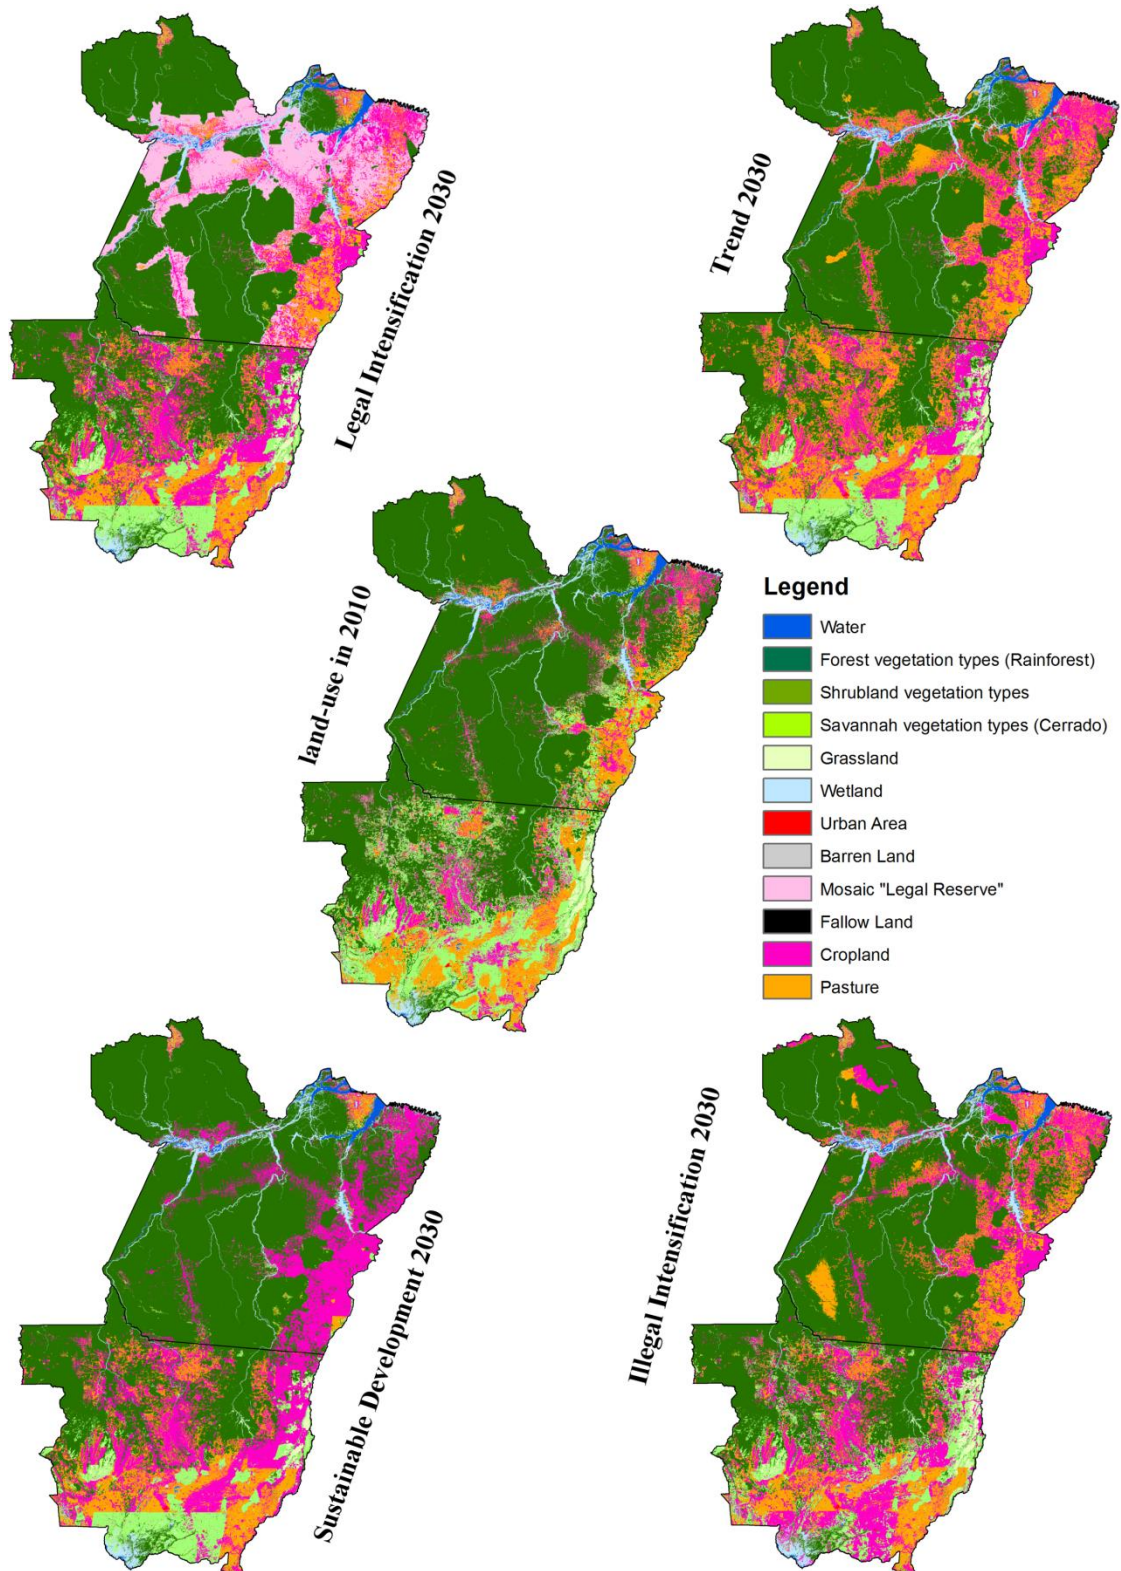 Legal Intensification 2030
Trend 2030
land-use in 2010
Legend
Water
Forest vegetation types (Rainforest)
Shrubland vegetation types
Savannah vegetation types (Cerrado)
Grassland
Wetland
Urban Area
Barren Land
Mosaic "Legal Reserve"
Fallow Land
Cropland
Pasture
Sustainable Development 2030
Illegal Intensification 2030